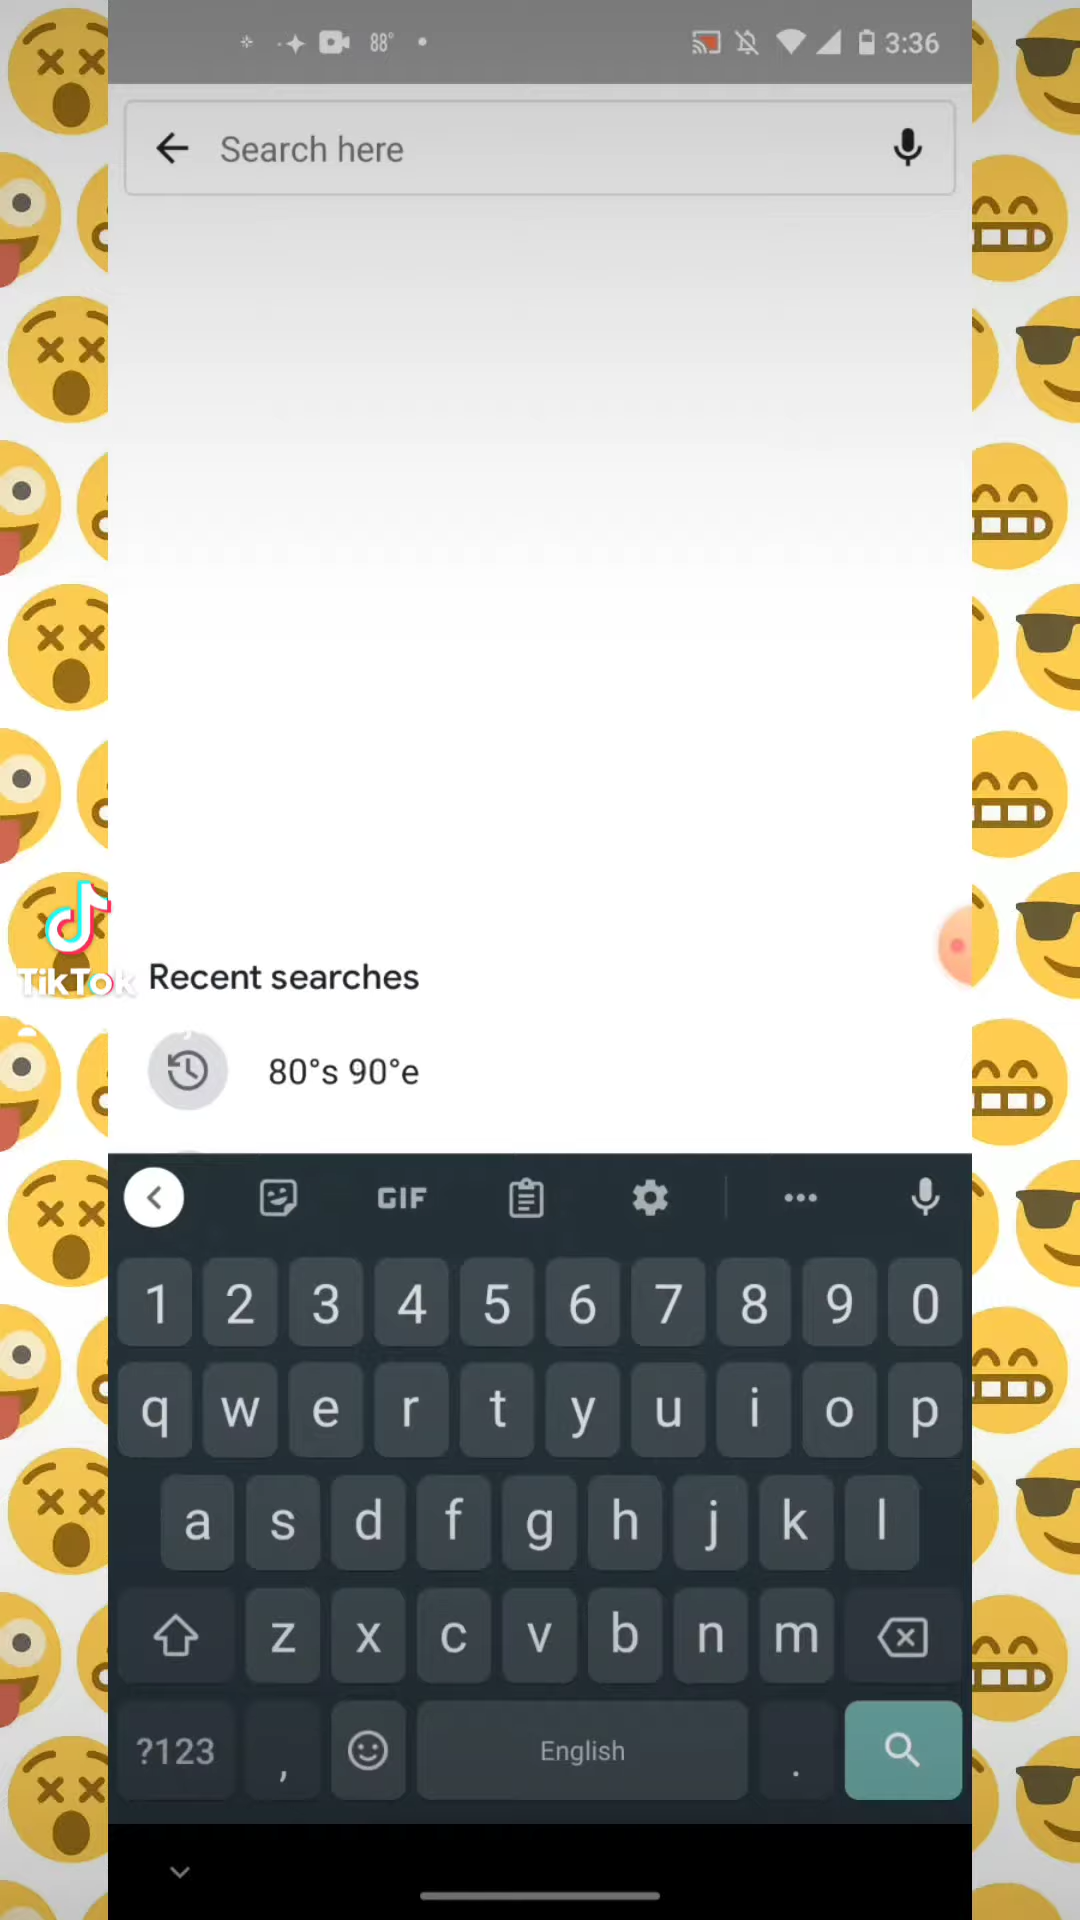 88° 3:36
Search here
TikTok
Recent searches
80°s 90°e
GIF
1 2 3 4 5 6 7 8 9 0
q w e r t y u i o p
a s d f g h j k l
z x c v b n m
?123 , English .